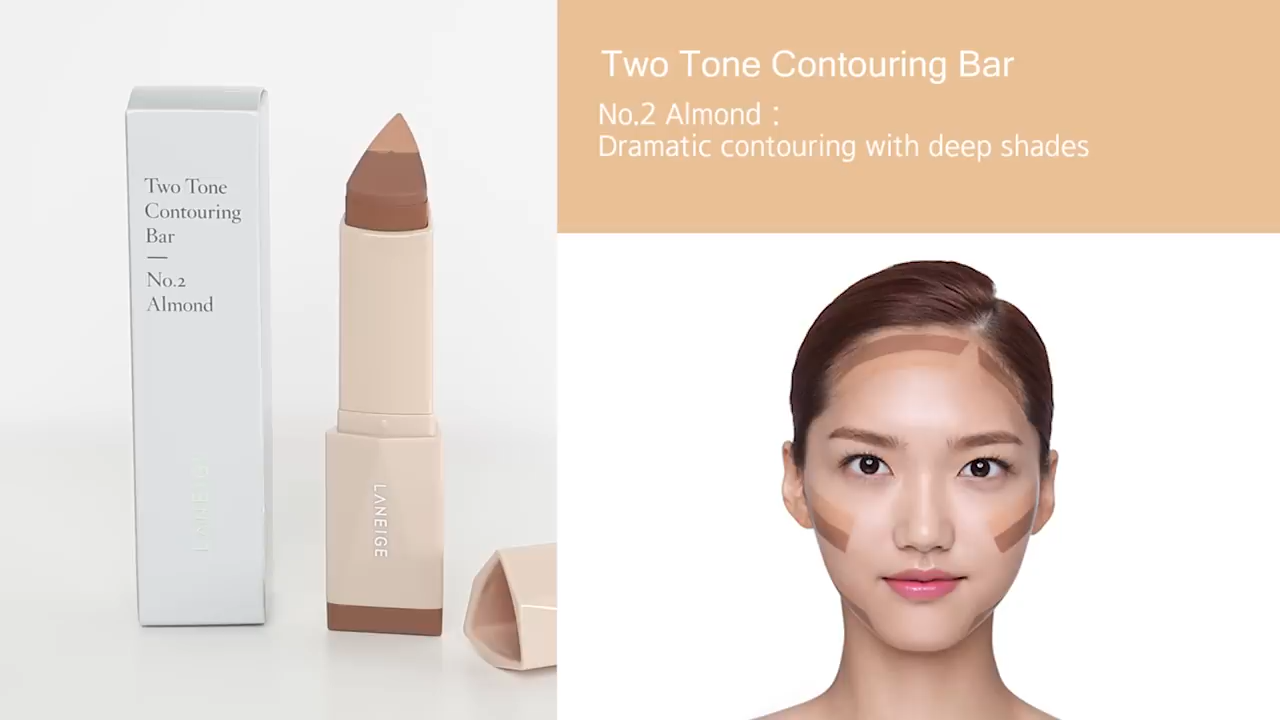 Two Tone
Contouring
Bar
No.2
Almond
LANEIGE
Two Tone Contouring Bar
No.2 Almond :
Dramatic contouring with deep shades